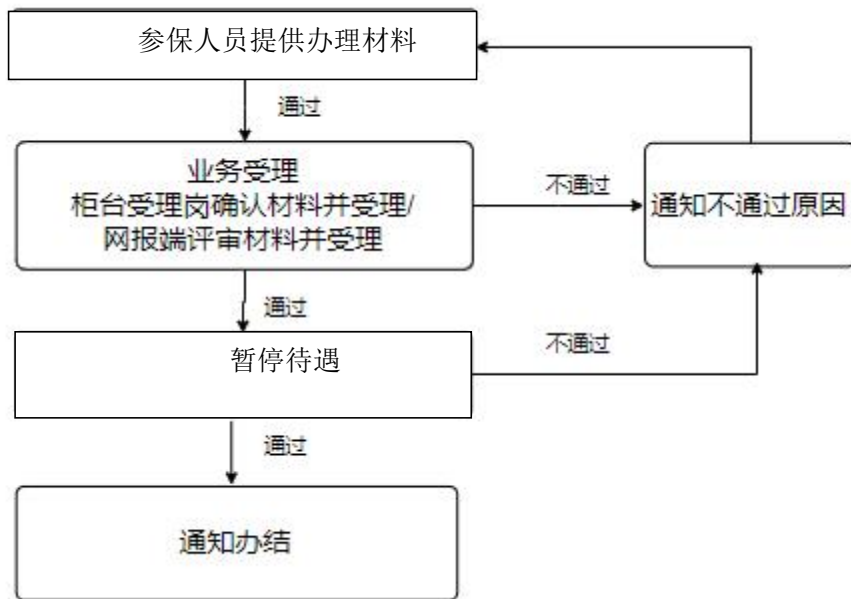 参保人员提供办理材料
通过
业务受理
柜台受理岗确认材料并受理/
网报端评审材料并受理
不通过
通知不通过原因
通过
暂停待遇
不通过
通过
通知办结